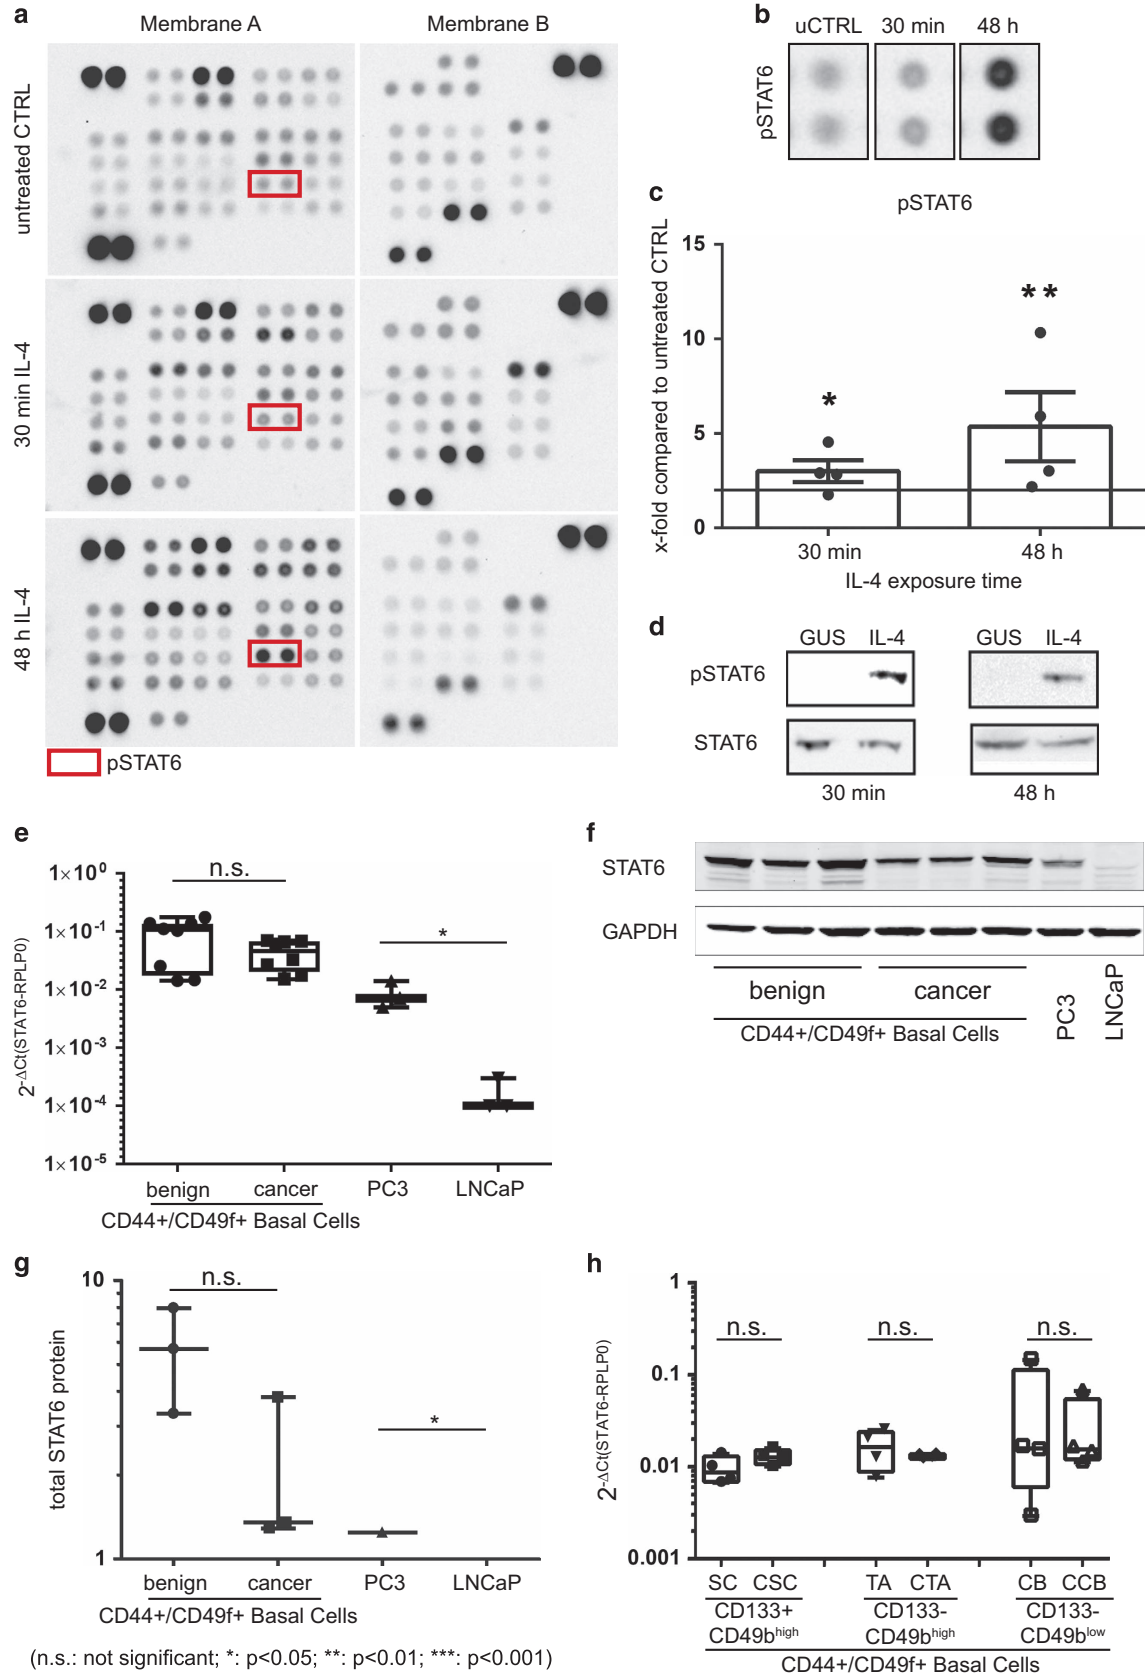 a
Membrane A
Membrane B
untreated CTRL
30 min IL-4
48 h IL-4
pSTAT6
b
uCTRL 30 min 48 h
pSTAT6
c
pSTAT6
x-fold compared to untreated CTRL
15
10
5
0
*
**
30 min 48 h
IL-4 exposure time
d
GUS IL-4 GUS IL-4
pSTAT6
STAT6
30 min 48 h
e
2-ΔCt(STAT6-RPLP0)
1×10⁰
1×10⁻¹
1×10⁻²
1×10⁻³
1×10⁻⁴
1×10⁻⁵
n.s.
*
benign cancer PC3 LNCaP
CD44+/CD49f+ Basal Cells
f
STAT6
GAPDH
benign cancer PC3 LNCaP
CD44+/CD49f+ Basal Cells
g
total STAT6 protein
10
1
n.s.
*
benign cancer PC3 LNCaP
CD44+/CD49f+ Basal Cells
h
2-ΔCt(STAT6-RPLP0)
1
0.1
0.01
0.001
n.s. n.s. n.s.
SC CSC TA CTA CB CCB
CD133+ CD133- CD133-
CD49bhigh CD49bhigh CD49blow
CD44+/CD49f+ Basal Cells
(n.s.: not significant; *: p<0.05; **: p<0.01; ***: p<0.001)